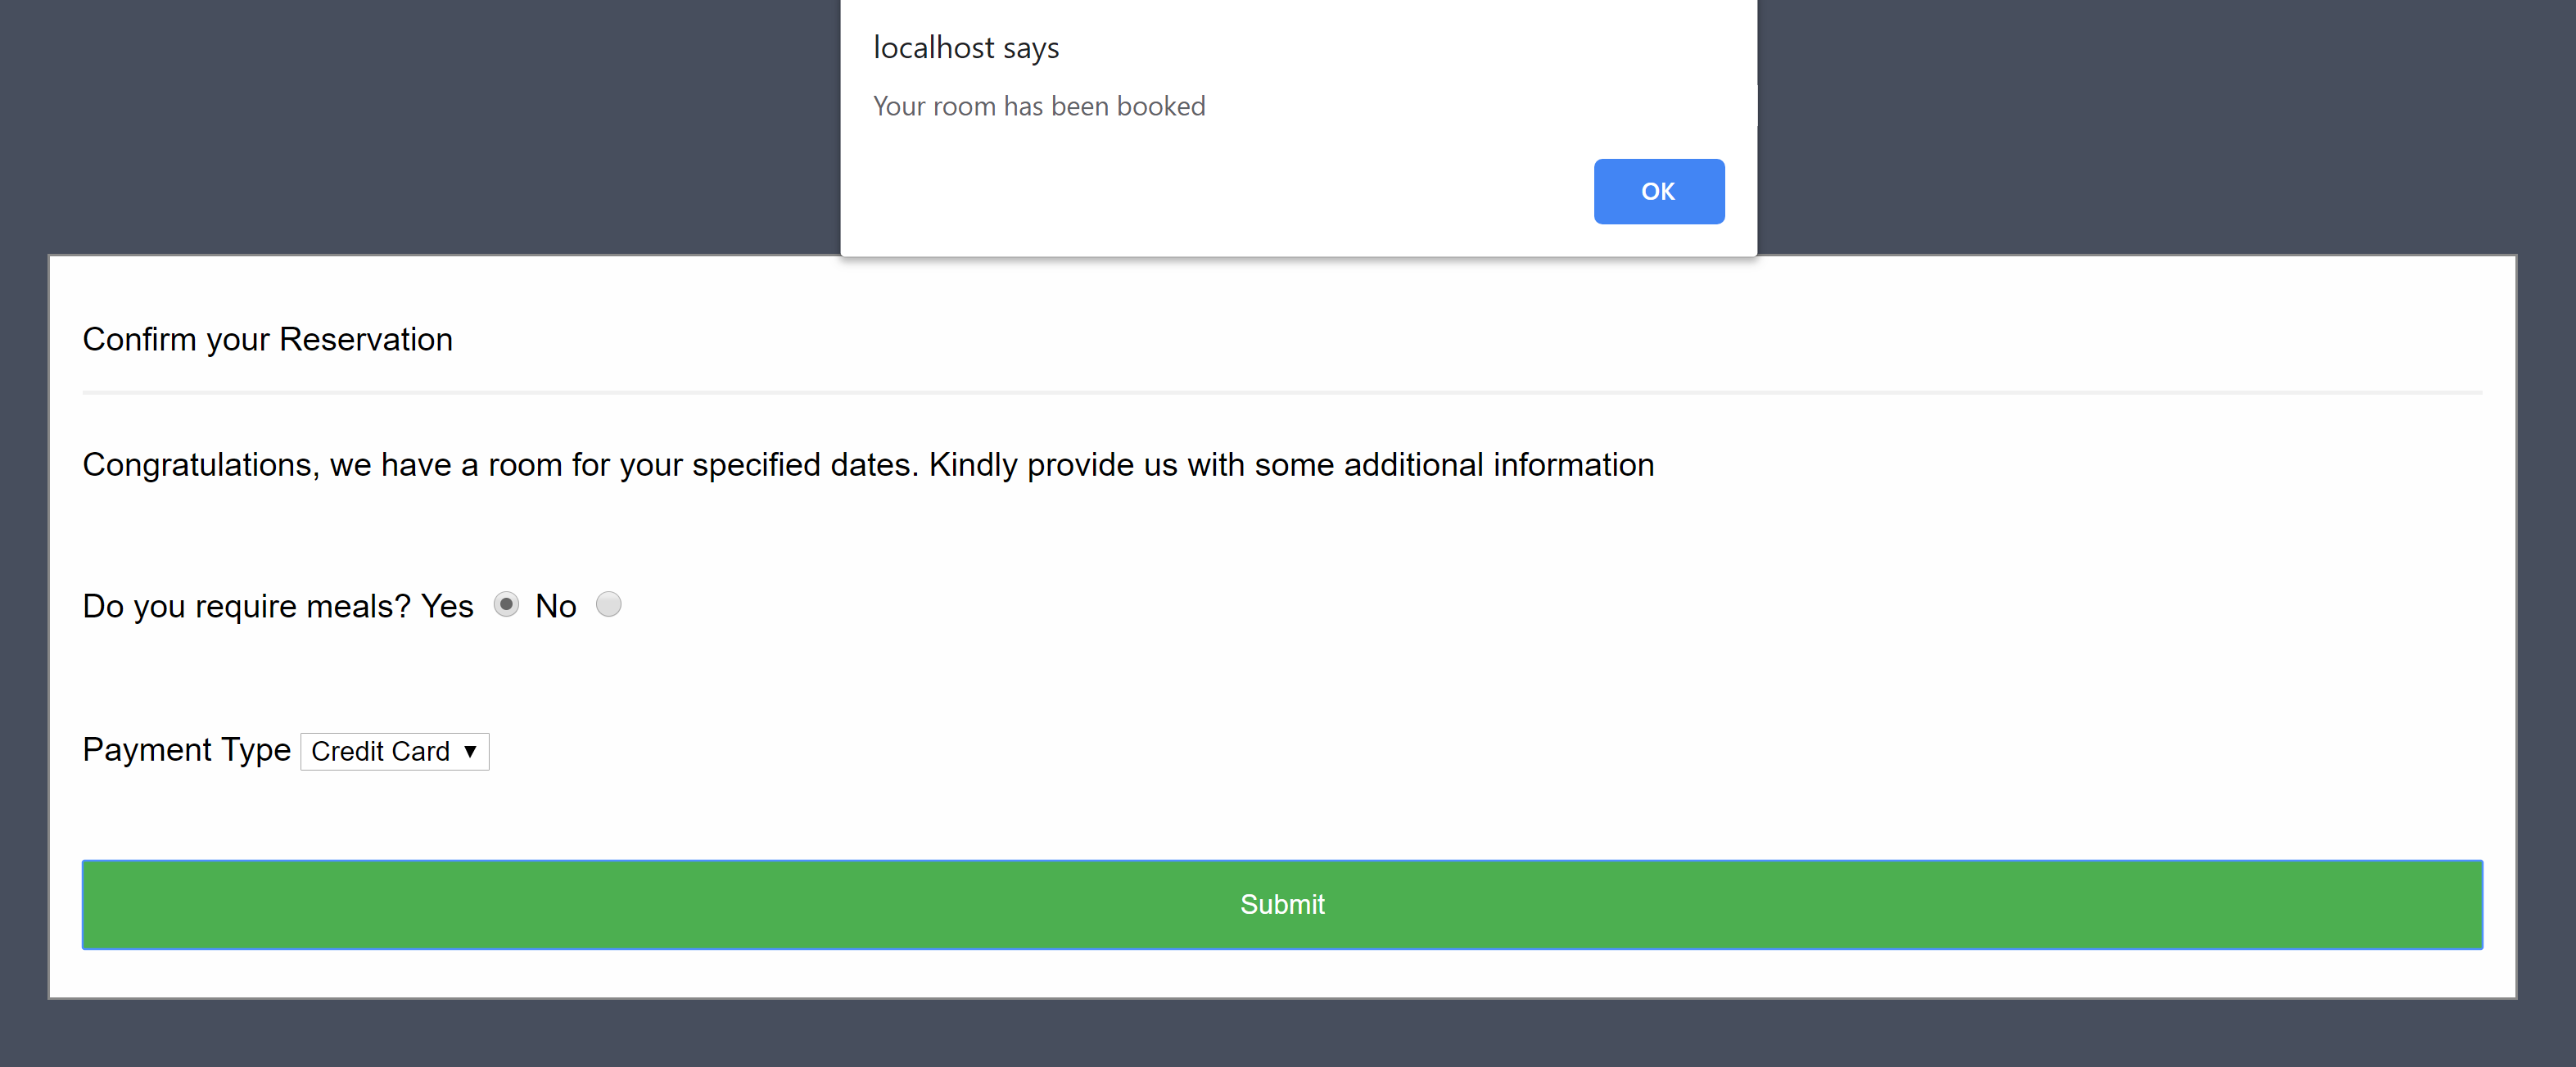 localhost says
Your room has been booked
OK
Confirm your Reservation
Congratulations, we have a room for your specified dates. Kindly provide us with some additional information
Do you require meals? Yes No
Payment Type Credit Card
Submit